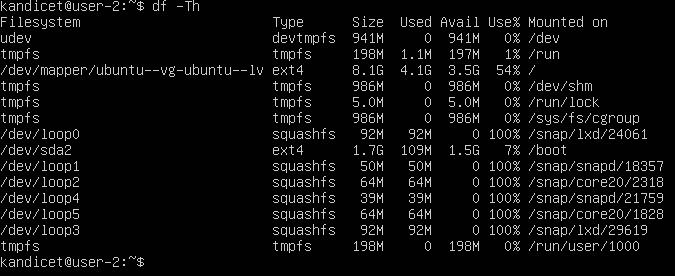 kandicet@user-2:~$ df -Th
Filesystem                        Type      Size  Used Avail Use% Mounted on
udev                              devtmpfs  941M     0  941M   0% /dev
tmpfs                             tmpfs     198M  1.1M  197M   1% /run
/dev/mapper/ubuntu--vg-ubuntu--lv ext4      8.1G  4.1G  3.5G  54% /
tmpfs                             tmpfs     986M     0  986M   0% /dev/shm
tmpfs                             tmpfs     5.0M     0  5.0M   0% /run/lock
tmpfs                             tmpfs     986M     0  986M   0% /sys/fs/cgroup
/dev/loop0                        squashfs   92M   92M     0 100% /snap/lxd/24061
/dev/sda2                         ext4      1.7G  109M  1.5G   7% /boot
/dev/loop1                        squashfs   50M   50M     0 100% /snap/snapd/18357
/dev/loop2                        squashfs   64M   64M     0 100% /snap/core20/2318
/dev/loop4                        squashfs   39M   39M     0 100% /snap/snapd/21759
/dev/loop5                        squashfs   64M   64M     0 100% /snap/core20/1828
/dev/loop3                        squashfs   92M   92M     0 100% /snap/lxd/29619
tmpfs                             tmpfs     198M     0  198M   0% /run/user/1000
kandicet@user-2:~$